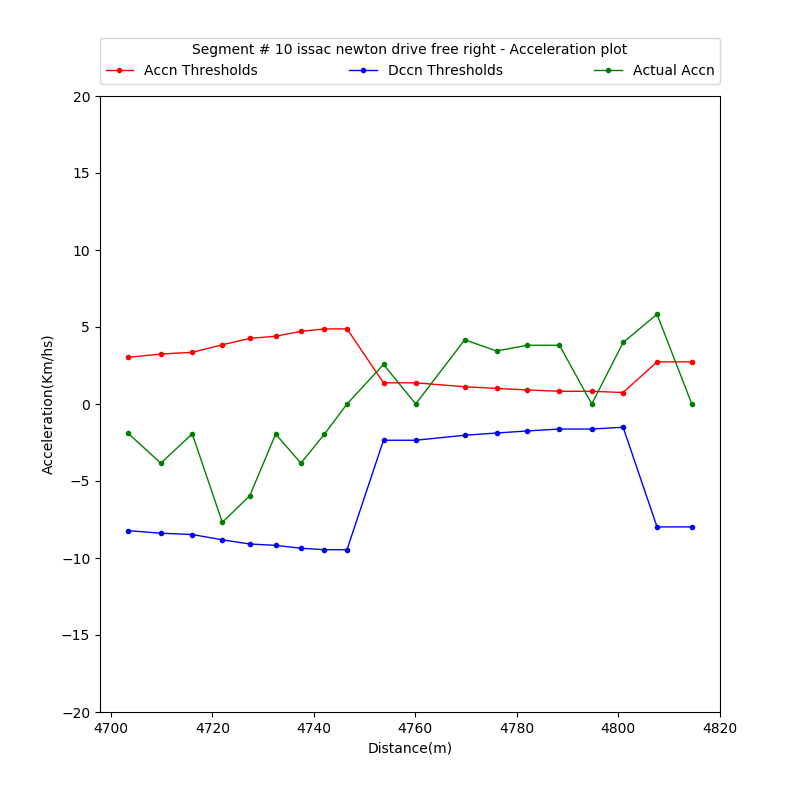 Segment # 10 issac newton drive free right - Acceleration plot
Accn Thresholds Dccn Thresholds Actual Accn
20
15
10
5
0
−5
−10
−15
−20
Acceleration(Km/hs)
4700 4720 4740 4760 4780 4800 4820
Distance(m)